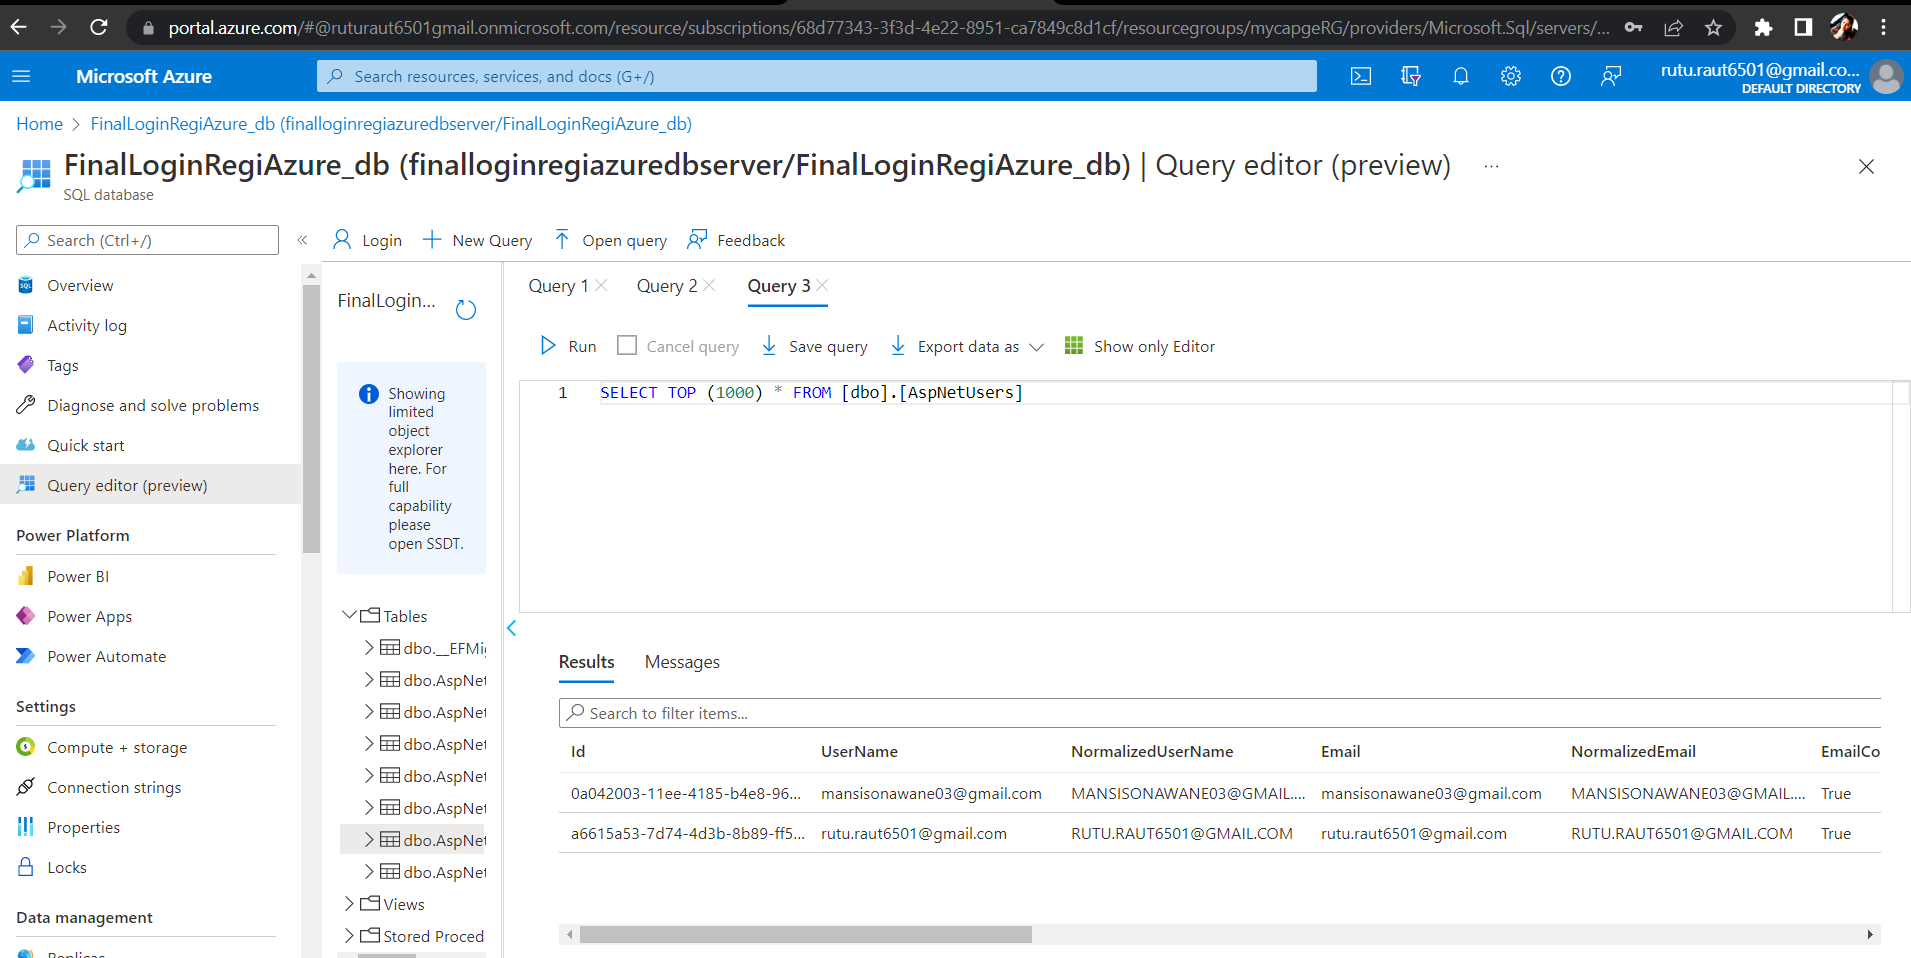 portal.azure.com/#@ruturaut6501gmail.onmicrosoft.com/resource/subscriptions/68d77343-3f3d-4e22-8951-ca7849c8d1cf/resourcegroups/mycapgeRG/providers/Microsoft.Sql/servers/...
Microsoft Azure
Search resources, services, and docs (G+/)
rutu.raut6501@gmail.co...
DEFAULT DIRECTORY
Home > FinalLoginRegiAzure_db (finalloginregiazuredbserver/FinalLoginRegiAzure_db)
FinalLoginRegiAzure_db (finalloginregiazuredbserver/FinalLoginRegiAzure_db) | Query editor (preview) ...
SQL database
Search (Ctrl+/)
«
Login
New Query
Open query
Feedback
Overview
Activity log
Tags
Diagnose and solve problems
Quick start
Query editor (preview)
Power Platform
Power BI
Power Apps
Power Automate
Settings
Compute + storage
Connection strings
Properties
Locks
Data management
Replicas
FinalLogin...
Showing
limited
object
explorer
here. For
full
capability
please
open SSDT.
Tables
dbo.__EFMig
dbo.AspNet
dbo.AspNet
dbo.AspNet
dbo.AspNet
dbo.AspNet
dbo.AspNet
dbo.AspNet
Views
Stored Proced
Query 1
Query 2
Query 3
Run
Cancel query
Save query
Export data as
Show only Editor
1 SELECT TOP (1000) * FROM [dbo].[AspNetUsers]
Results
Messages
Search to filter items...
Id UserName NormalizedUserName Email NormalizedEmail EmailCo
0a042003-11ee-4185-b4e8-96... mansisonawane03@gmail.com MANSISONAWANE03@GMAIL.... mansisonawane03@gmail.com MANSISONAWANE03@GMAIL.... True
a6615a53-7d74-4d3b-8b89-ff5... rutu.raut6501@gmail.com RUTU.RAUT6501@GMAIL.COM rutu.raut6501@gmail.com RUTU.RAUT6501@GMAIL.COM True